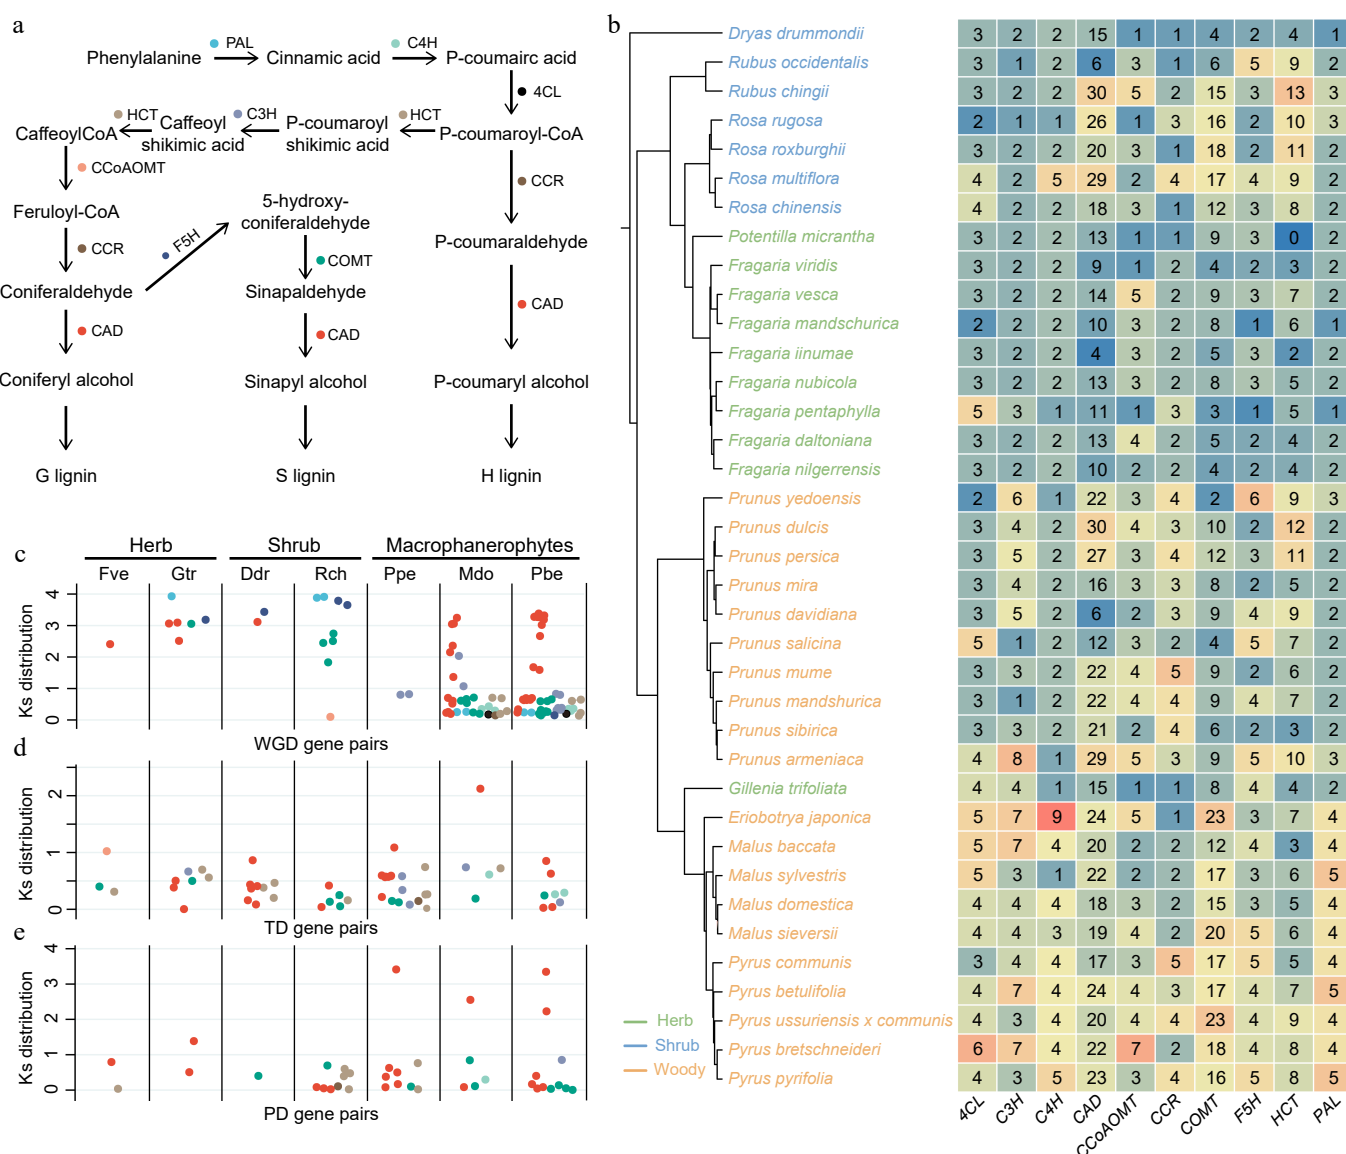 a
PAL
C4H
Phenylalanine
Cinnamic acid
P-coumairc acid
4CL
HCT
C3H
HCT
CaffeoylCoA
Caffeoyl
shikimic acid
P-coumaroyl
shikimic acid
P-coumaroyl-CoA
CCoAOMT
CCR
Feruloyl-CoA
5-hydroxy-
coniferaldehyde
P-coumaraldehyde
CCR
F5H
COMT
Coniferaldehyde
Sinapaldehyde
CAD
CAD
CAD
Coniferyl alcohol
Sinapyl alcohol
P-coumaryl alcohol
G lignin
S lignin
H lignin
b
Dryas drummondii 3 2 2 15 1 1 4 2 4 1
Rubus occidentalis 3 1 2 6 3 1 6 5 9 2
Rubus chingii 3 2 2 30 5 2 15 3 13 3
Rosa rugosa 2 1 1 26 1 3 16 2 10 3
Rosa roxburghii 3 2 2 20 3 1 18 2 11 2
Rosa multiflora 4 2 5 29 2 4 17 4 9 2
Rosa chinensis 4 2 2 18 3 1 12 3 8 2
Potentilla micrantha 3 2 2 13 1 1 9 3 0 2
Fragaria viridis 3 2 2 9 1 2 4 2 3 2
Fragaria vesca 3 2 2 14 5 2 9 3 7 2
Fragaria mandschurica 2 2 2 10 3 2 8 1 6 1
Fragaria iinumae 3 2 2 4 3 2 5 3 2 2
Fragaria nubicola 3 2 2 13 3 2 8 3 5 2
Fragaria pentaphylla 5 3 1 11 1 3 3 1 5 1
Fragaria daltoniana 3 2 2 13 4 2 5 2 4 2
Fragaria nilgerrensis 3 2 2 10 2 2 4 2 4 2
Prunus yedoensis 2 6 1 22 3 4 2 6 9 3
Prunus dulcis 3 4 2 30 4 3 10 2 12 2
Prunus persica 3 5 2 27 3 4 12 3 11 2
Prunus mira 3 4 2 16 3 3 8 2 5 2
Prunus davidiana 3 5 2 6 2 3 9 4 9 2
Prunus salicina 5 1 2 12 3 2 4 5 7 2
Prunus mume 3 3 2 22 4 5 9 2 6 2
Prunus mandshurica 3 1 2 22 4 4 9 4 7 2
Prunus sibirica 3 3 2 21 2 4 6 2 3 2
Prunus armeniaca 4 8 1 29 5 3 9 5 10 3
Gillenia trifoliata 4 4 1 15 1 1 8 4 4 2
Eriobotrya japonica 5 7 9 24 5 1 23 3 7 4
Malus baccata 5 7 4 20 2 2 12 4 3 4
Malus sylvestris 5 3 1 22 2 2 17 3 6 5
Malus domestica 4 4 4 18 3 2 15 3 5 4
Malus sieversii 4 4 3 19 4 2 20 5 6 4
Pyrus communis 3 4 4 17 3 5 17 5 5 4
Pyrus betulifolia 4 7 4 24 4 3 17 4 7 5
Pyrus ussuriensis x communis 4 3 4 20 4 4 23 4 9 4
Pyrus bretschneideri 6 7 4 22 7 2 18 4 8 4
Pyrus pyrifolia 4 3 5 23 3 4 16 5 8 5
4CL C3H C4H CAD CCoAOMT CCR COMT F5H HCT PAL
Herb
Shrub
Woody
c
Herb Shrub Macrophanerophytes
Fve Gtr Ddr Rch Ppe Mdo Pbe
Ks distribution
4
3
2
1
0
WGD gene pairs
d
Ks distribution
2
1
0
TD gene pairs
e
Ks distribution
4
3
2
1
0
PD gene pairs